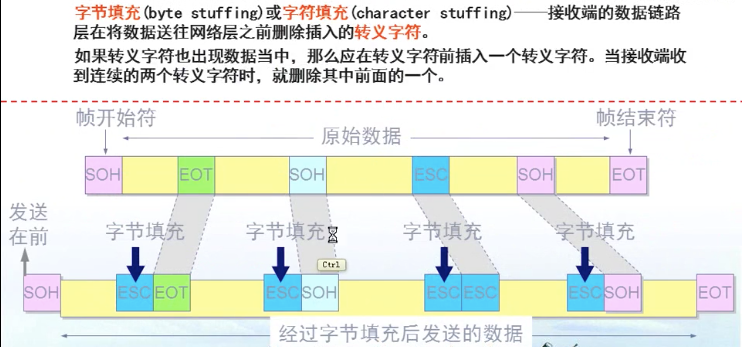 字节填充(byte stuffing)或字符填充(character stuffing)——接收端的数据链路
层在将数据送往网络层之前删除插入的转义字符。
如果转义字符也出现数据当中，那么应在转义字符前插入一个转义字符。当接收端收
到连续的两个转义字符时，就删除其中前面的一个。
帧开始符 原始数据 帧结束符
SOH EOT SOH ESC SOH EOT
发送
在前
字节填充 字节填充 字节填充 字节填充
Ctrl
SOH ESC EOT ESC SOH ESC ESC ESC SOH EOT
经过字节填充后发送的数据